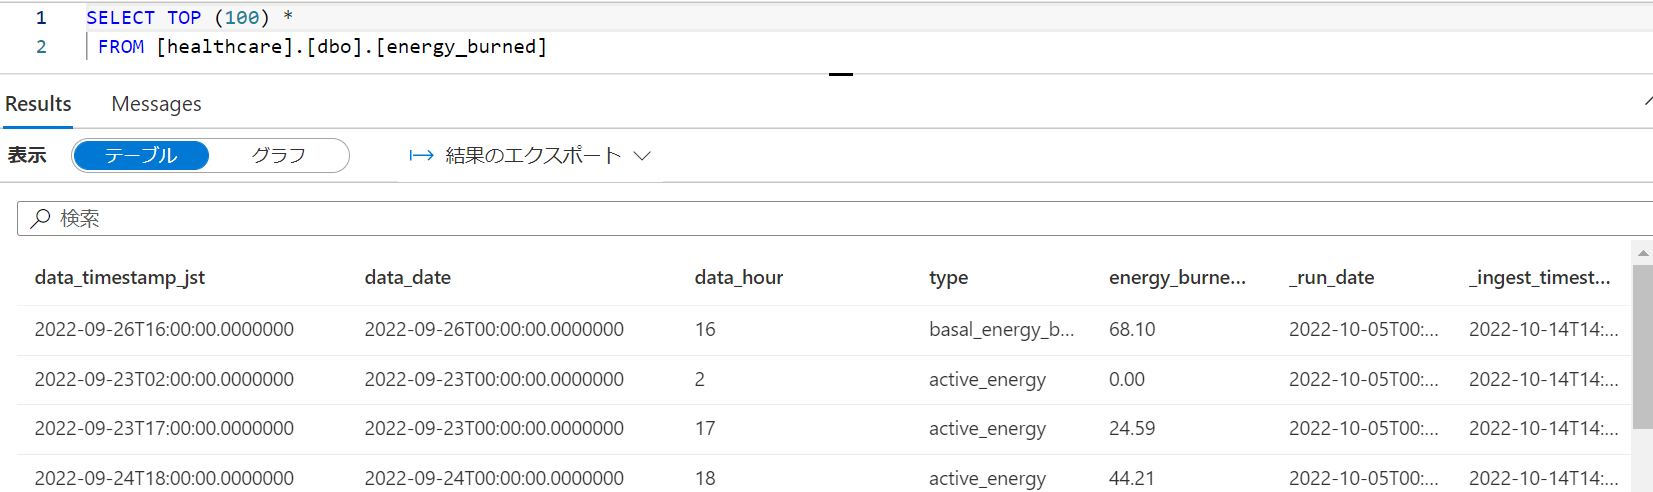 1 SELECT TOP (100) *
2 FROM [healthcare].[dbo].[energy_burned]
Results Messages
表示 テーブル グラフ 結果のエクスポート
検索
data_timestamp_jst data_date data_hour type energy_burne... _run_date _ingest_timest...
2022-09-26T16:00:00.0000000 2022-09-26T00:00:00.0000000 16 basal_energy_b... 68.10 2022-10-05T00:... 2022-10-14T14:...
2022-09-23T02:00:00.0000000 2022-09-23T00:00:00.0000000 2 active_energy 0.00 2022-10-05T00:... 2022-10-14T14:...
2022-09-23T17:00:00.0000000 2022-09-23T00:00:00.0000000 17 active_energy 24.59 2022-10-05T00:... 2022-10-14T14:...
2022-09-24T18:00:00.0000000 2022-09-24T00:00:00.0000000 18 active_energy 44.21 2022-10-05T00:... 2022-10-14T14:...